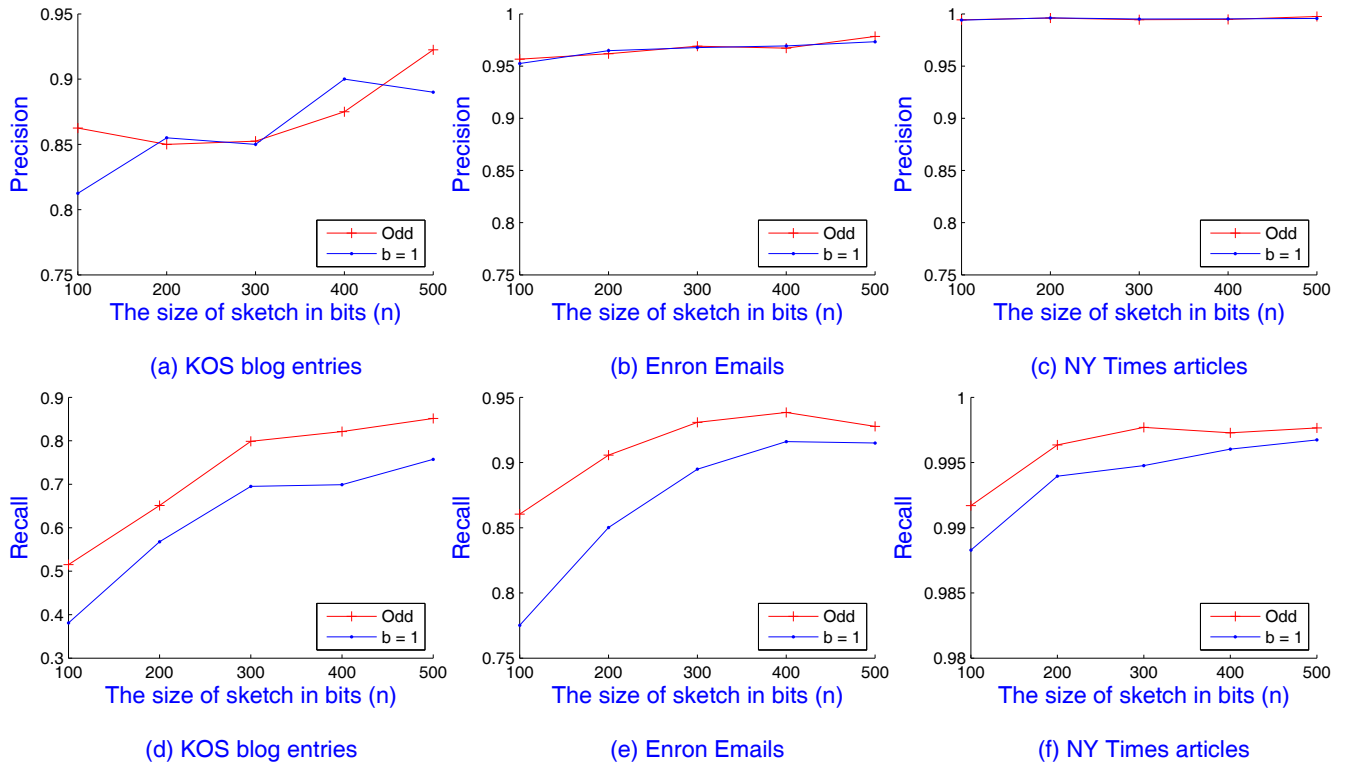 0.95
0.9
0.85
0.8
0.75
Precision
100 200 300 400 500
The size of sketch in bits (n)
Odd
b = 1
(a) KOS blog entries
1
0.95
0.9
0.85
0.8
0.75
Precision
100 200 300 400 500
The size of sketch in bits (n)
Odd
b = 1
(b) Enron Emails
1
0.95
0.9
0.85
0.8
0.75
Precision
100 200 300 400 500
The size of sketch in bits (n)
Odd
b = 1
(c) NY Times articles
0.9
0.8
0.7
0.6
0.5
0.4
0.3
Recall
100 200 300 400 500
The size of sketch in bits (n)
Odd
b = 1
(d) KOS blog entries
0.95
0.9
0.85
0.8
0.75
Recall
100 200 300 400 500
The size of sketch in bits (n)
Odd
b = 1
(e) Enron Emails
1
0.995
0.99
0.985
0.98
Recall
100 200 300 400 500
The size of sketch in bits (n)
Odd
b = 1
(f) NY Times articles